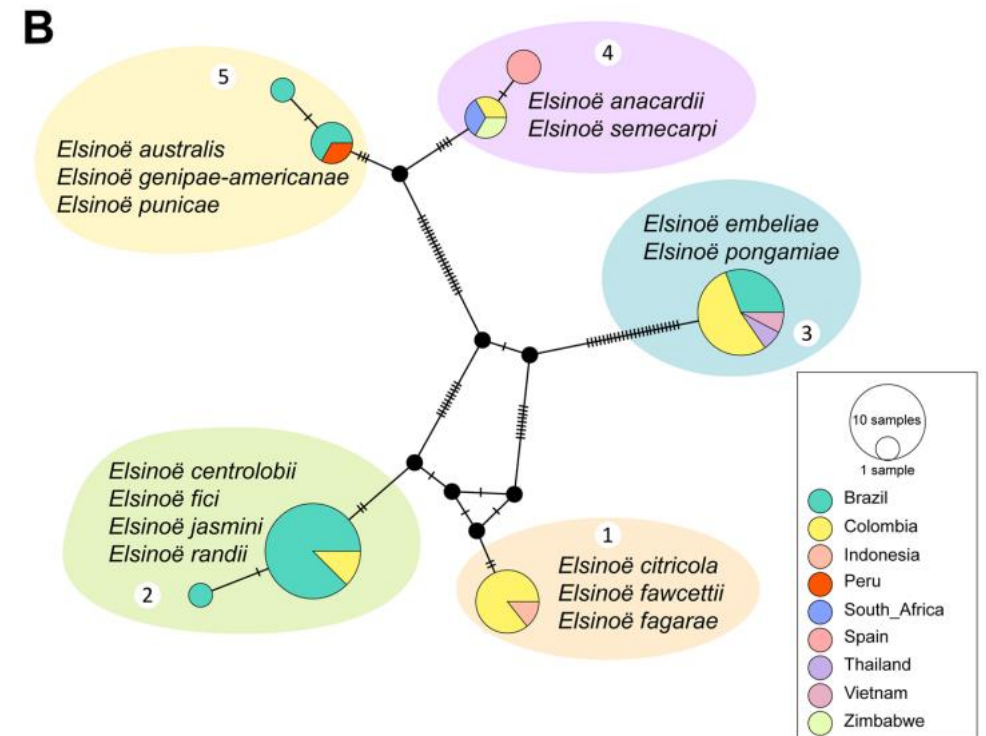 B
5
Elsinoë australis
Elsinoë genipae-americanae
Elsinoë punicae
4
Elsinoë anacardii
Elsinoë semecarpi
Elsinoë embeliae
Elsinoë pongamiae
3
Elsinoë centrolobii
Elsinoë fici
Elsinoë jasmini
Elsinoë randii
2
1
Elsinoë citricola
Elsinoë fawcettii
Elsinoë fagarae
10 samples
1 sample
Brazil
Colombia
Indonesia
Peru
South_Africa
Spain
Thailand
Vietnam
Zimbabwe